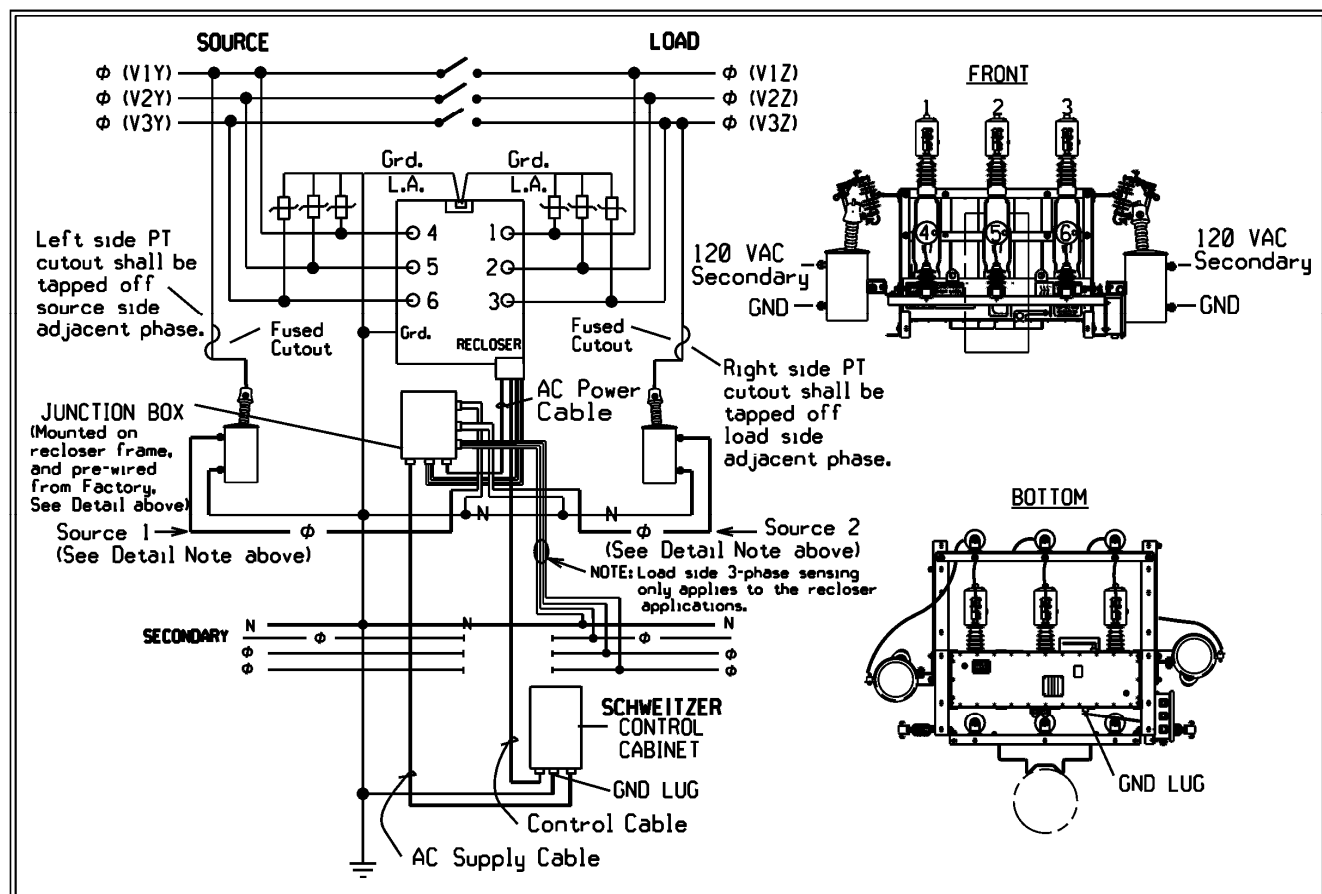 SOURCE
LOAD
Φ (V1Y)
Φ (V1Z)
Φ (V2Y)
Φ (V2Z)
Φ (V3Y)
Φ (V3Z)
Grd.
Grd.
L.A.
L.A.
4
1
5
2
6
3
Grd.
RECLOSER
Left side PT
cutout shall be
tapped off
source side
adjacent phase.
Fused
Cutout
Fused
Cutout
Right side PT
cutout shall be
tapped off
load side
adjacent phase.
AC Power
Cable
JUNCTION BOX
(Mounted on
recloser frame,
and pre-wired
from Factory,
See Detail above)
N
N
Source 1
Φ
(See Detail Note above)
Φ
Source 2
(See Detail Note above)
NOTE: Load side 3-phase sensing
only applies to the recloser
applications.
N
N
SECONDARY
Φ
Φ
Φ
Φ
Φ
Φ
SCHWEITZER
CONTROL
CABINET
GND LUG
Control Cable
AC Supply Cable
FRONT
1
2
3
4
5
6
120 VAC
Secondary
GND
120 VAC
Secondary
GND
BOTTOM
GND LUG